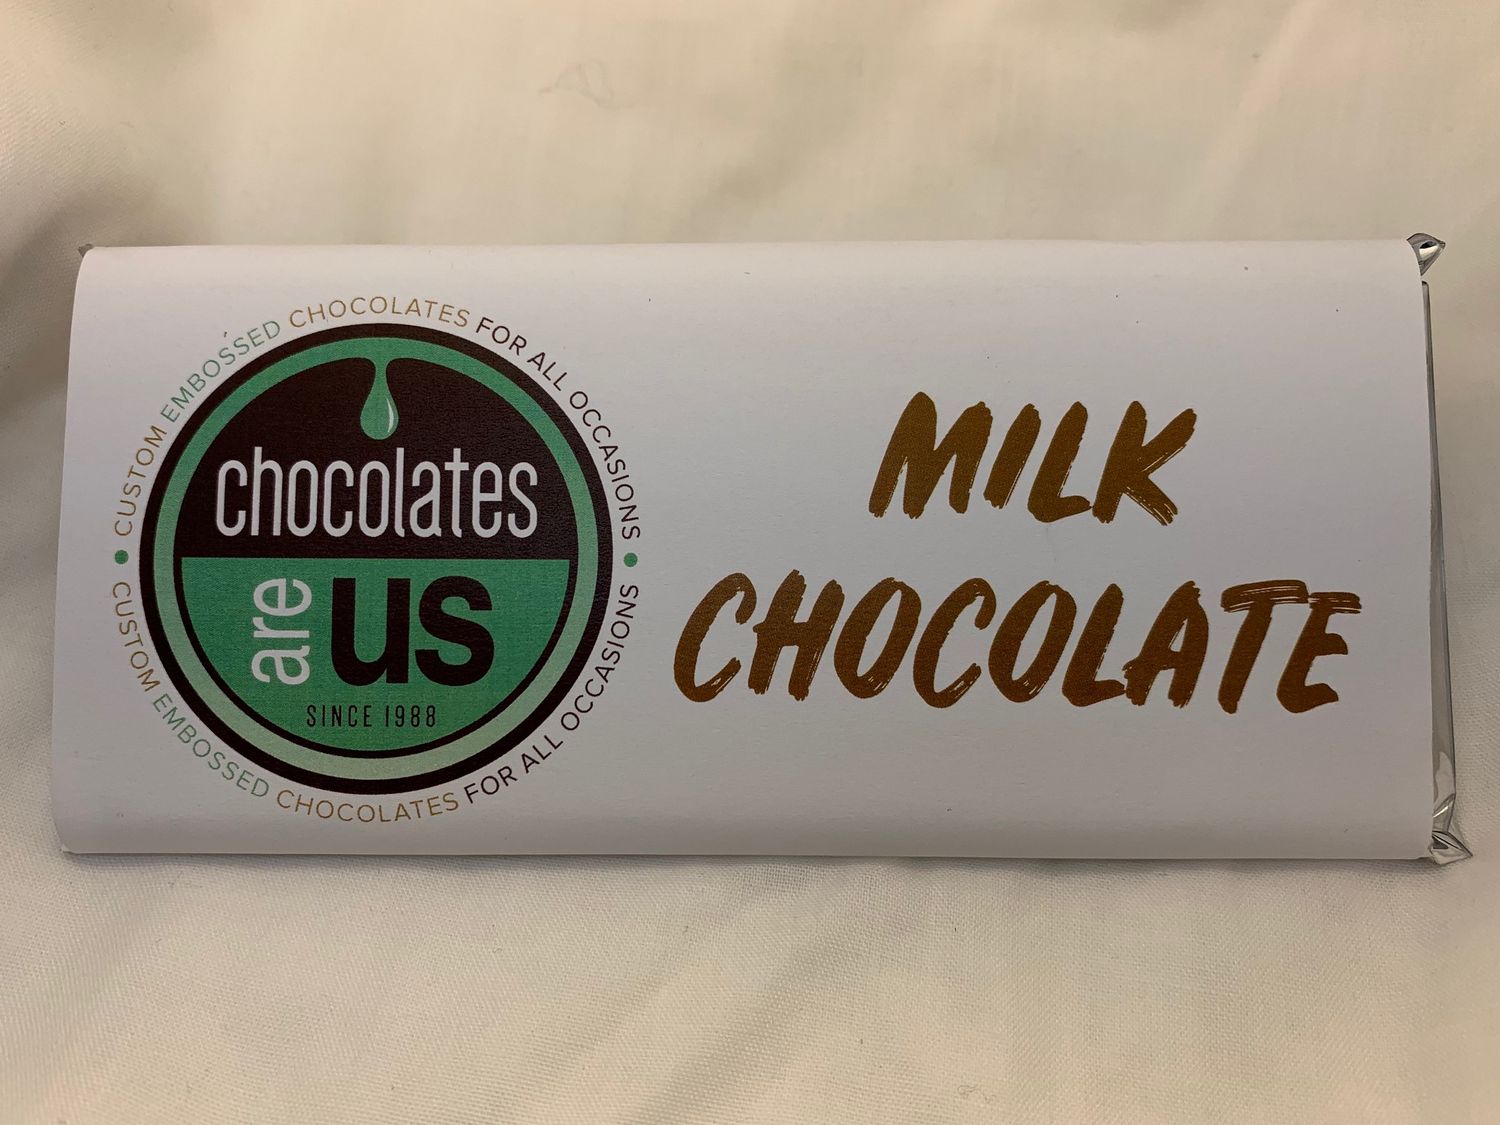 CUSTOM EMBOSSED CHOCOLATES FOR ALL OCCASIONS
chocolates
are us
SINCE 1988
CUSTOM EMBOSSED CHOCOLATES FOR ALL OCCASIONS
MILK
CHOCOLATE